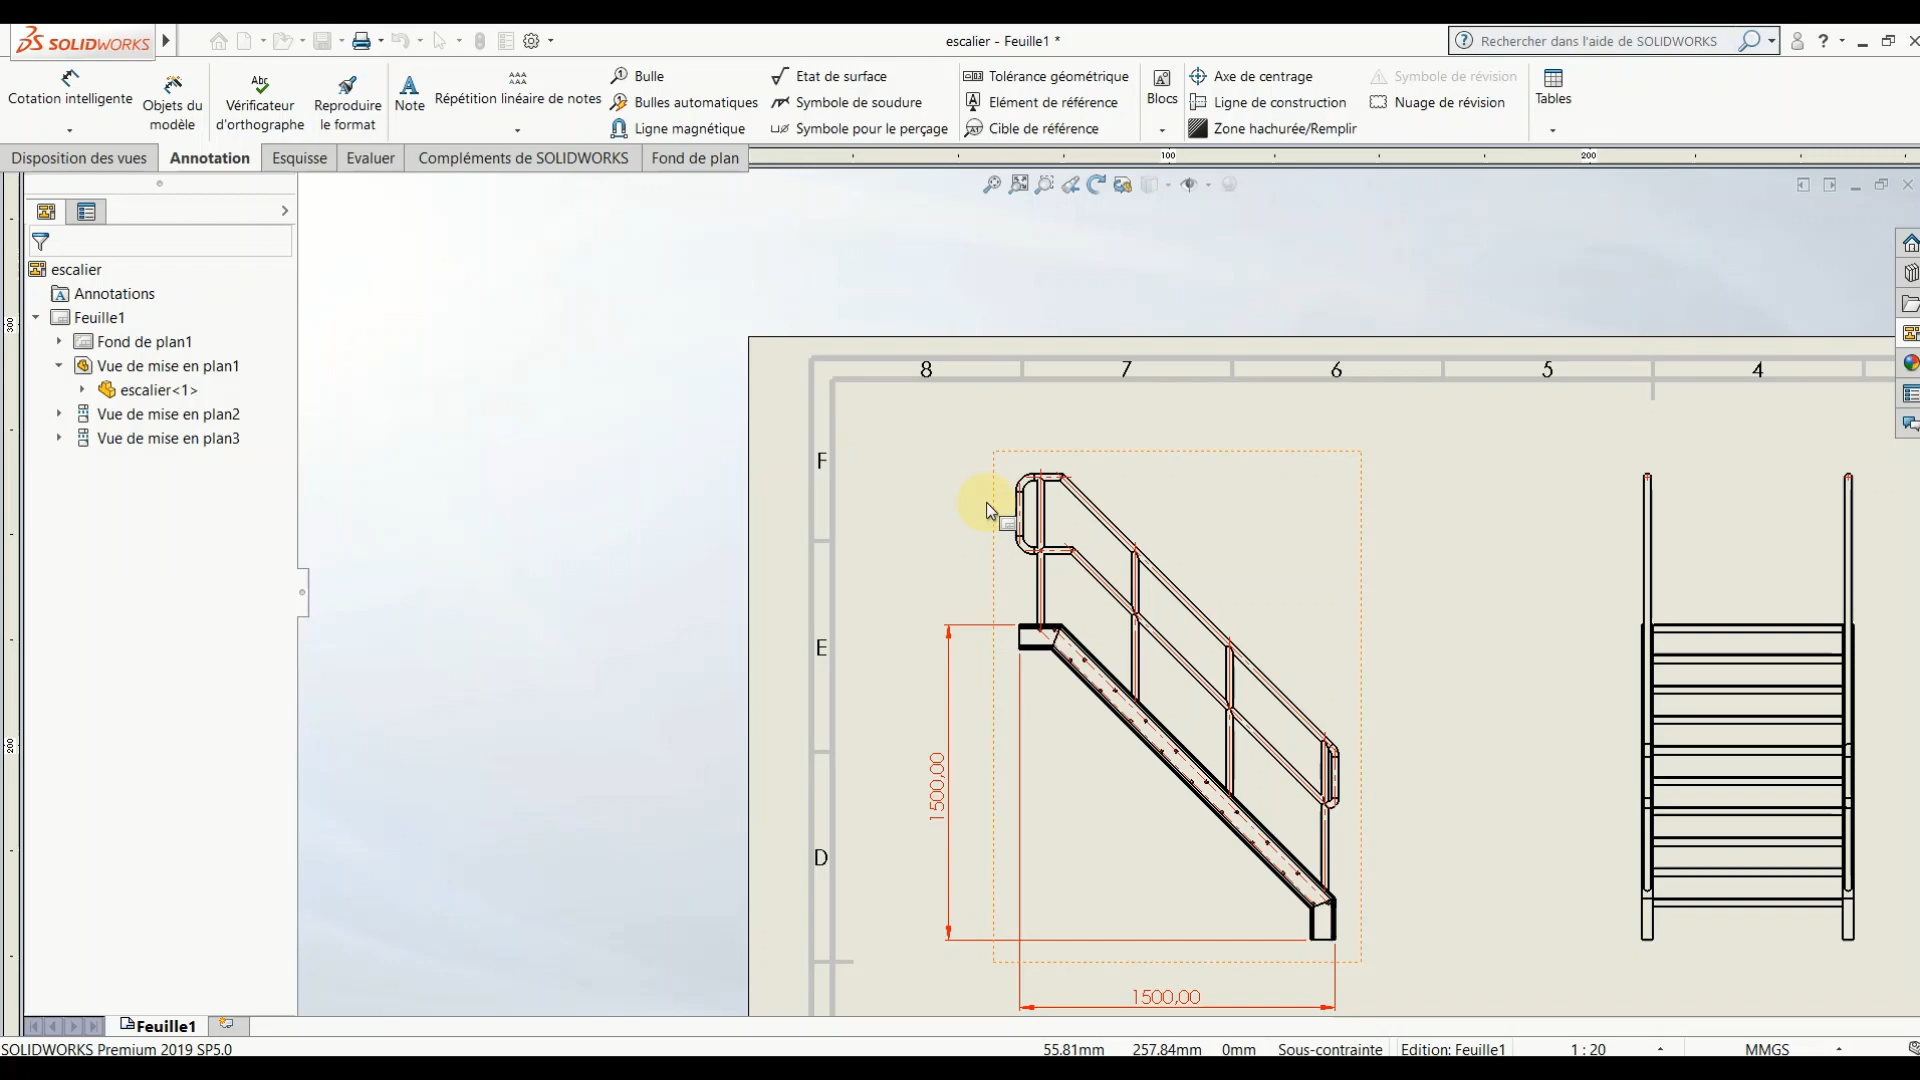 SOLIDWORKS
escalier - Feuille1 *
Rechercher dans l'aide de SOLIDWORKS
Cotation intelligente
Objets du modèle
Abc
Vérificateur d'orthographe
Reproduire le format
Note
Répétition linéaire de notes
Bulle
Bulles automatiques
Ligne magnétique
Etat de surface
Symbole de soudure
Symbole pour le perçage
Tolérance géométrique
Elément de référence
Cible de référence
Blocs
Axe de centrage
Ligne de construction
Zone hachurée/Remplir
Symbole de révision
Nuage de révision
Tables
Disposition des vues
Annotation
Esquisse
Evaluer
Compléments de SOLIDWORKS
Fond de plan
100
200
escalier
Annotations
Feuille1
Fond de plan1
Vue de mise en plan1
escalier<1>
Vue de mise en plan2
Vue de mise en plan3
300
200
8
7
6
5
4
F
E
D
1500,00
1500,00
Feuille1
SOLIDWORKS Premium 2019 SP5.0
55.81mm
257.84mm
0mm
Sous-contrainte
Edition: Feuille1
1 : 20
MMGS